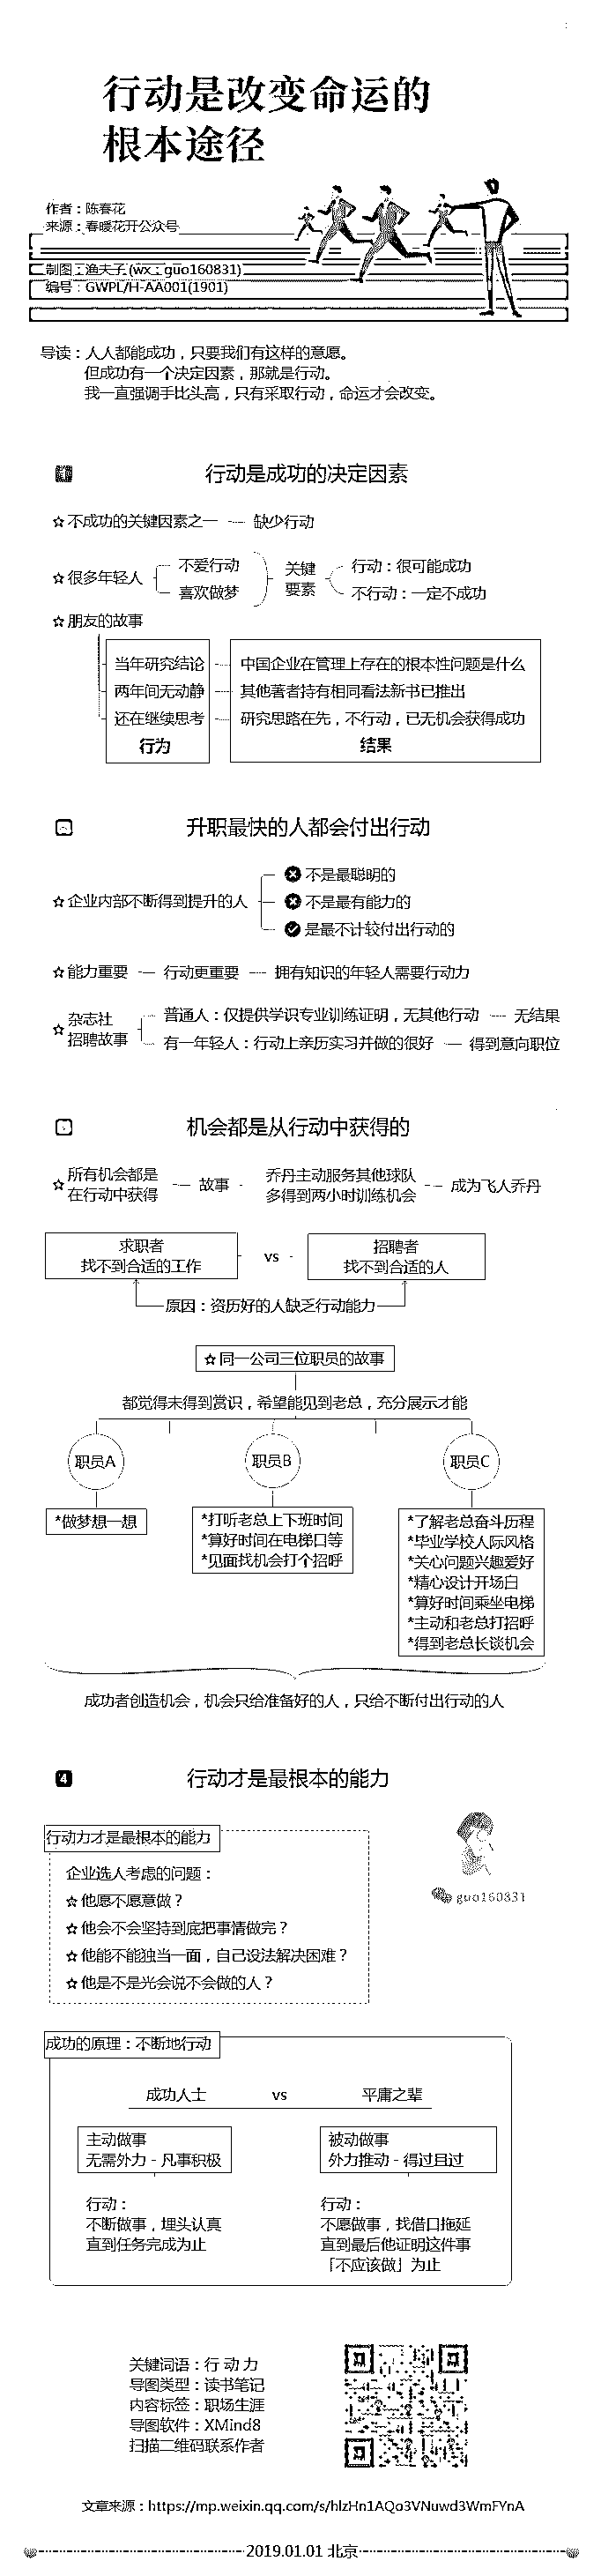 行动是改变命运的
根本途径
作者：陈春花
来源：春暖花开公众号
制图：渔夫子 (wx：guo160831)
编号：GWPL/H-AA001(1901)
导读：人人都能成功，只要我们有这样的意愿。
但成功有一个决定因素，那就是行动。
我一直强调手比头高，只有采取行动，命运才会改变。
行动是成功的决定因素
☆不成功的关键因素之一 缺少行动
☆很多年轻人
不爱行动
喜欢做梦
关键
要素
行动：很可能成功
不行动：一定不成功
☆朋友的故事
当年研究结论
两年间无动静
还在继续思考
行为
中国企业在管理上存在的根本性问题是什么
其他著者持有相同看法新书已推出
研究思路在先，不行动，已无机会获得成功
结果
升职最快的人都会付出行动
☆企业内部不断得到提升的人
不是最聪明的
不是最有能力的
是最不计较付出行动的
☆能力重要 行动更重要 拥有知识的年轻人需要行动力
☆杂志社
招聘故事
普通人：仅提供学识专业训练证明，无其他行动 无结果
有一年轻人：行动上亲历实习并做的很好 得到意向职位
机会都是从行动中获得的
☆所有机会都是
在行动中获得
故事
乔丹主动服务其他球队
多得到两小时训练机会
成为飞人乔丹
求职者
找不到合适的工作
vs
招聘者
找不到合适的人
原因：资历好的人缺乏行动能力
☆同一公司三位职员的故事
都觉得未得到赏识，希望能见到老总，充分展示才能
职员A
*做梦想一想
职员B
*打听老总上下班时间
*算好时间在电梯口等
*见面找机会打个招呼
职员C
*了解老总奋斗历程
*毕业学校人际风格
*关心问题兴趣爱好
*精心设计开场白
*算好时间乘坐电梯
*主动和老总打招呼
*得到老总长谈机会
成功者创造机会，机会只给准备好的人，只给不断付出行动的人
4
行动才是最根本的能力
行动力才是最根本的能力
企业选人考虑的问题：
☆他愿不愿意做？
☆他会不会坚持到底把事情做完？
☆他能不能独当一面，自己设法解决困难？
☆他是不是光会说不会做的人？
guo160831
成功的原理：不断地行动
成功人士 vs 平庸之辈
主动做事
无需外力 - 凡事积极
行动：
不断做事，埋头认真
直到任务完成为止
被动做事
外力推动 - 得过且过
行动：
不愿做事，找借口拖延
直到最后他证明这件事
「不应该做」为止
关键词语：行 动 力
导图类型：读书笔记
内容标签：职场生涯
导图软件：XMind8
扫描二维码联系作者
文章来源：https://mp.weixin.qq.com/s/hlzHn1AQo3VNuwd3WmFYnA
2019.01.01 北京